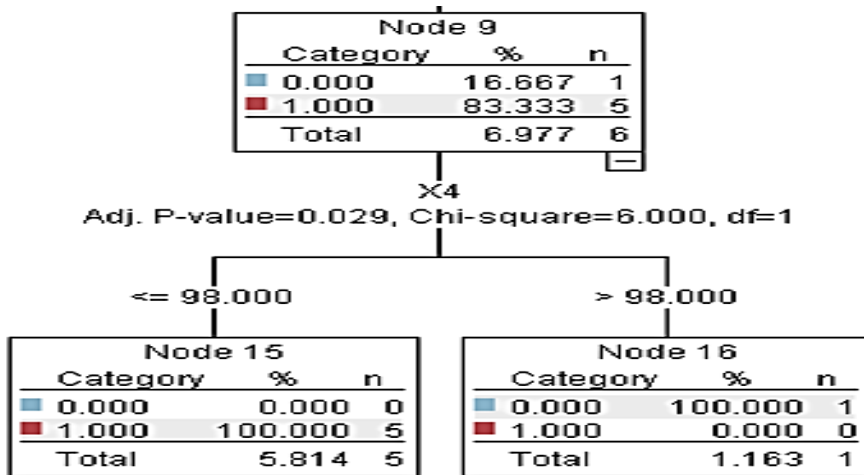 Node 9
Category % n
0.000 16.667 1
1.000 83.333 5
Total 6.977 6
X4
Adj. P-value=0.029, Chi-square=6.000, df=1
<= 98.000
> 98.000
Node 15
Category % n
0.000 0.000 0
1.000 100.000 5
Total 5.814 5
Node 16
Category % n
0.000 100.000 1
1.000 0.000 0
Total 1.163 1